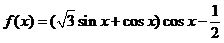 f(x)=(√3 sin x+cos x)cos x−1/2